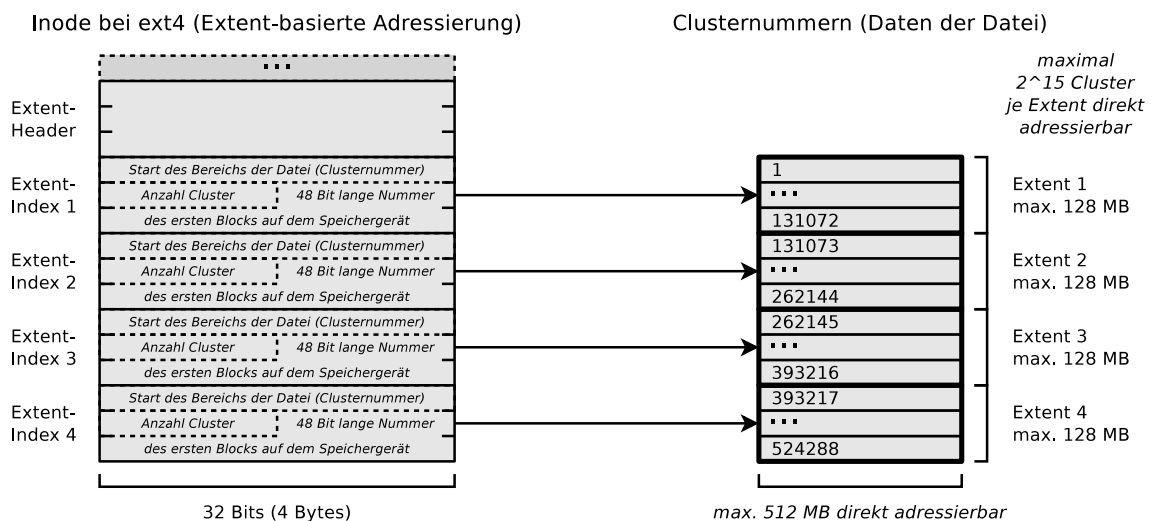 Inode bei ext4 (Extent-basierte Adressierung)
Clusternummern (Daten der Datei)
...
Extent-
Header
Extent-
Index 1
Start des Bereichs der Datei (Clusternummer)
Anzahl Cluster
48 Bit lange Nummer
des ersten Blocks auf dem Speichergerät
Extent-
Index 2
Start des Bereichs der Datei (Clusternummer)
Anzahl Cluster
48 Bit lange Nummer
des ersten Blocks auf dem Speichergerät
Extent-
Index 3
Start des Bereichs der Datei (Clusternummer)
Anzahl Cluster
48 Bit lange Nummer
des ersten Blocks auf dem Speichergerät
Extent-
Index 4
Start des Bereichs der Datei (Clusternummer)
Anzahl Cluster
48 Bit lange Nummer
des ersten Blocks auf dem Speichergerät
32 Bits (4 Bytes)
maximal
2^15 Cluster
je Extent direkt
adressierbar
1
...
131072
Extent 1
max. 128 MB
131073
...
262144
Extent 2
max. 128 MB
262145
...
393216
Extent 3
max. 128 MB
393217
...
524288
Extent 4
max. 128 MB
max. 512 MB direkt adressierbar